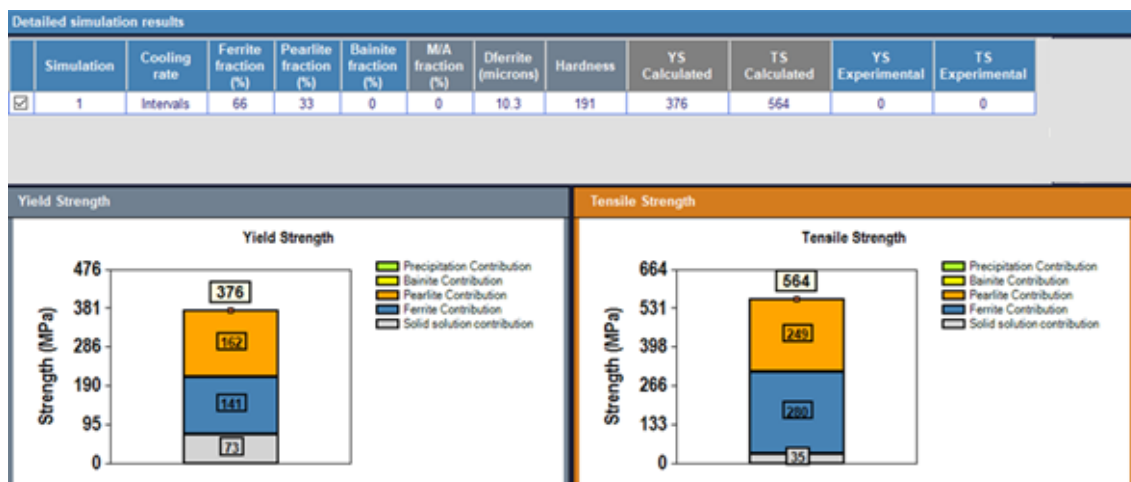 Detailed simulation results
Simulation Cooling rate Ferrite fraction (%) Pearlite fraction (%) Bainite fraction (%) M/A fraction (%) Dferrite (microns) Hardness YS Calculated TS Calculated YS Experimental TS Experimental
1 Intervals 66 33 0 0 10.3 191 376 564 0 0
Yield Strength
Yield Strength
Strength (MPa)
476
381
286
190
95
0
376
162
141
73
Precipitation Contribution
Bainite Contribution
Pearlite Contribution
Ferrite Contribution
Solid solution contribution
Tensile Strength
Tensile Strength
Strength (MPa)
664
531
398
266
133
0
564
249
280
35
Precipitation Contribution
Bainite Contribution
Pearlite Contribution
Ferrite Contribution
Solid solution contribution